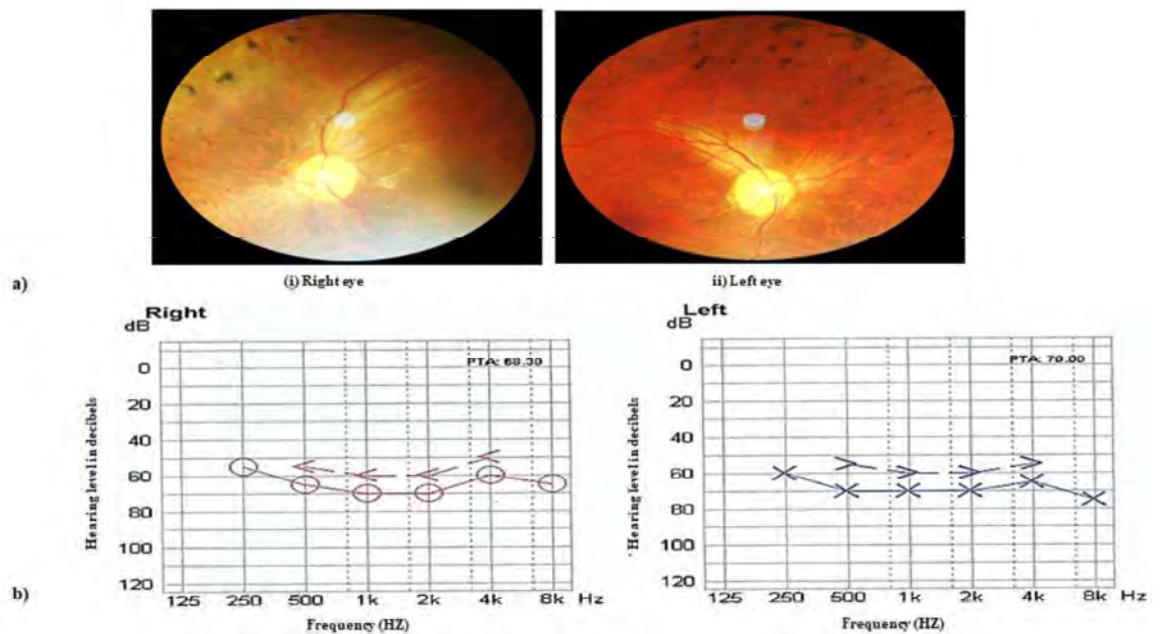 a)
(i) Right eye
ii) Left eye
b)
Right
dB
PTA: 68.30
0
20
40
60
80
100
120
125 250 500 1k 2k 4k 8k Hz
Hearing level in decibels
Frequency (HZ)
Left
dB
PTA: 70.00
0
20
40
60
80
100
120
125 250 500 1k 2k 4k 8k Hz
Hearing level in decibels
Frequency (HZ)